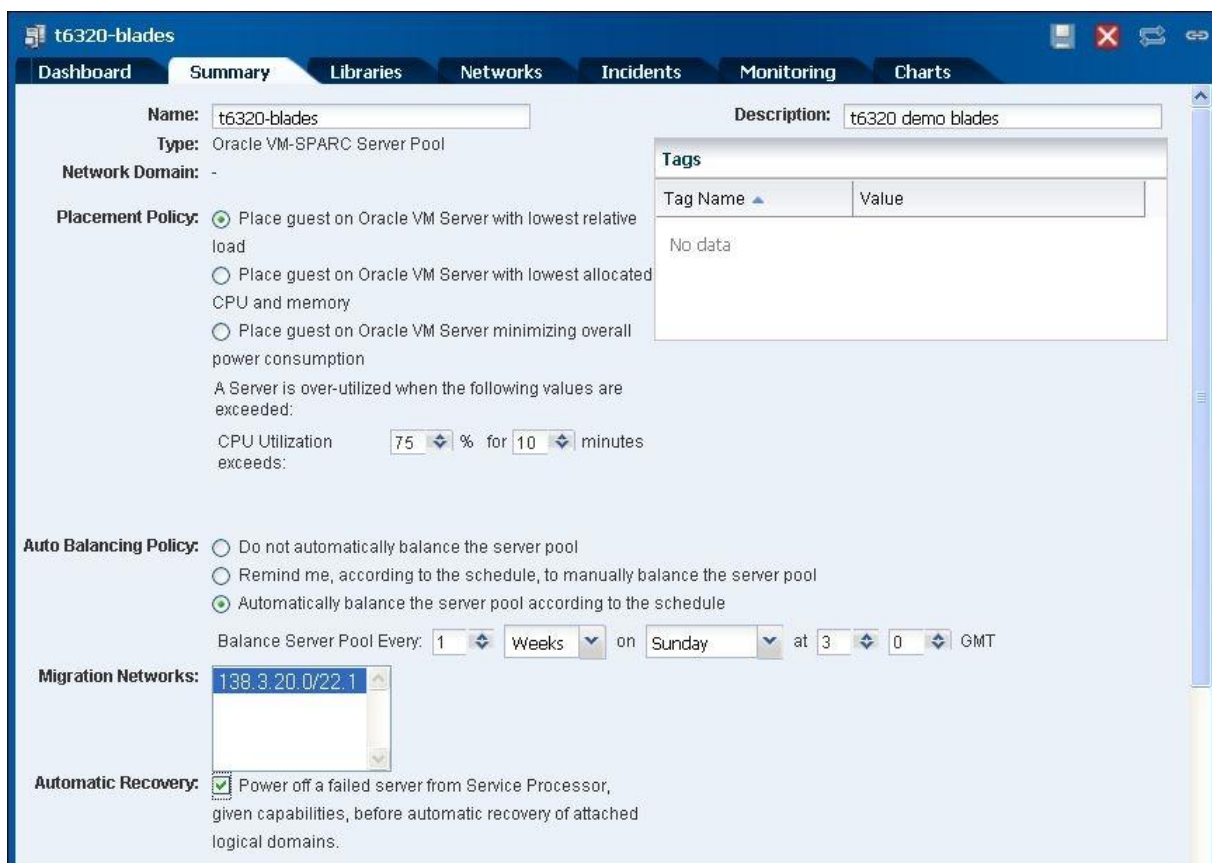 t6320-blades
Dashboard Summary Libraries Networks Incidents Monitoring Charts
Name: t6320-blades
Description: t6320 demo blades
Type: Oracle VM-SPARC Server Pool
Network Domain: -
Tags
Tag Name Value
No data
Placement Policy: Place guest on Oracle VM Server with lowest relative
load
Place guest on Oracle VM Server with lowest allocated
CPU and memory
Place guest on Oracle VM Server minimizing overall
power consumption
A Server is over-utilized when the following values are
exceeded:
CPU Utilization 75 % for 10 minutes
exceeds:
Auto Balancing Policy: Do not automatically balance the server pool
Remind me, according to the schedule, to manually balance the server pool
Automatically balance the server pool according to the schedule
Balance Server Pool Every: 1 Weeks on Sunday at 3 0 GMT
Migration Networks: 138.3.20.0/22.1
Automatic Recovery: Power off a failed server from Service Processor,
given capabilities, before automatic recovery of attached
logical domains.